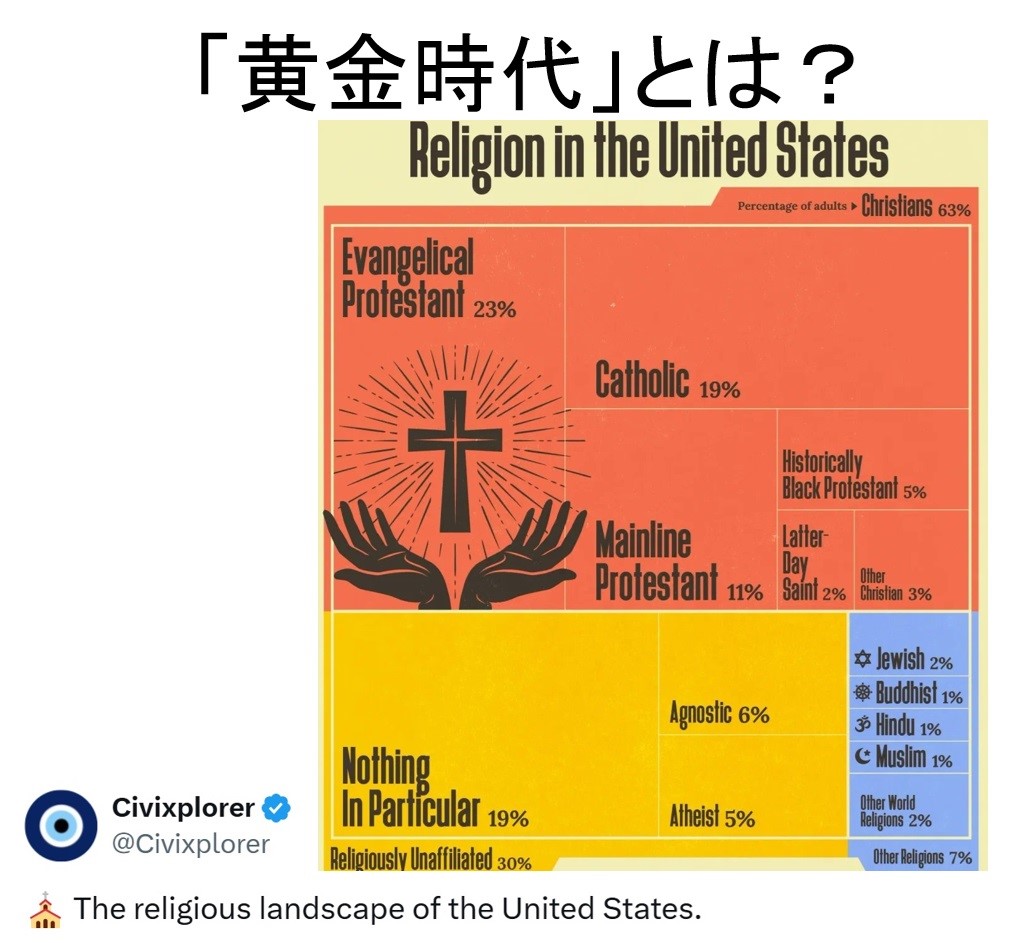 「黄金時代」とは？
Religion in the United States
Percentage of adults ▸ Christians 63%
Evangelical
Protestant 23%
Catholic 19%
Mainline
Protestant 11%
Historically
Black Protestant 5%
Latter-
Day
Saint 2%
Other
Christian 3%
Nothing
In Particular 19%
Agnostic 6%
Atheist 5%
Religiously Unaffiliated 30%
Jewish 2%
Buddhist 1%
Hindu 1%
Muslim 1%
Other World
Religions 2%
Other Religions 7%
Civixplorer
@Civixplorer
The religious landscape of the United States.